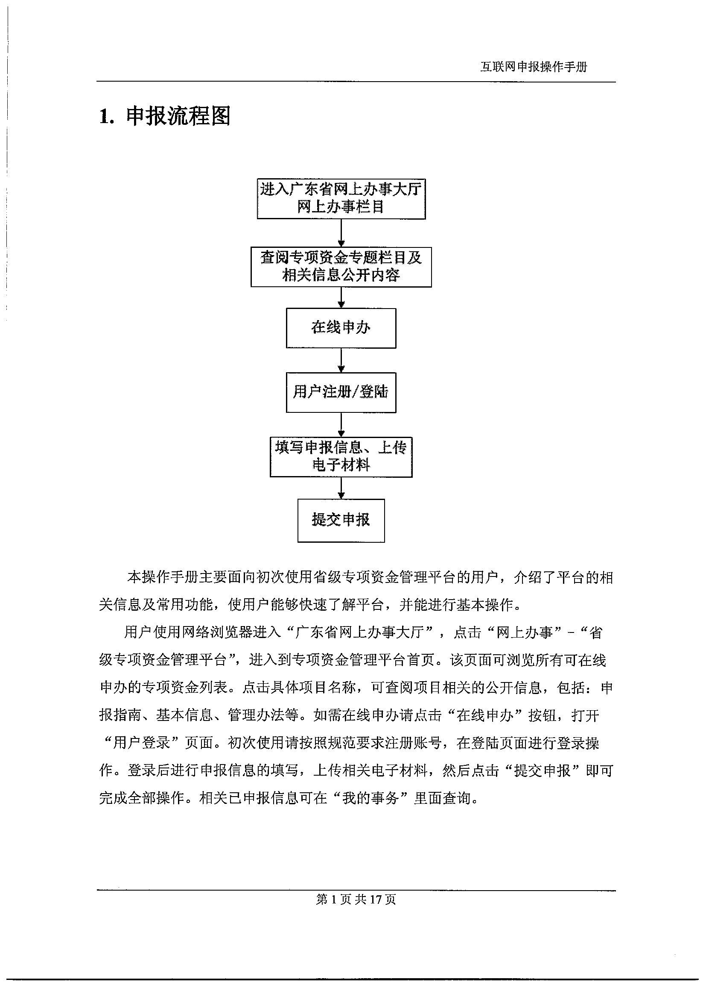 互联网申报操作手册
1. 申报流程图
进入广东省网上办事大厅
网上办事栏目
查阅专项资金专题栏目及
相关信息公开内容
在线申办
用户注册/登陆
填写申报信息、上传
电子材料
提交申报
本操作手册主要面向初次使用省级专项资金管理平台的用户，介绍了平台的相
关信息及常用功能，使用户能够快速了解平台，并能进行基本操作。
用户使用网络浏览器进入“广东省网上办事大厅”，点击“网上办事”-“省
级专项资金管理平台”，进入到专项资金管理平台首页。该页面可浏览所有可在线
申办的专项资金列表。点击具体项目名称，可查阅项目相关的公开信息，包括：申
报指南、基本信息、管理办法等。如需在线申办请点击“在线申办”按钮，打开
“用户登录”页面。初次使用请按照规范要求注册账号，在登陆页面进行登录操
作。登录后进行申报信息的填写，上传相关电子材料，然后点击“提交申报”即可
完成全部操作。相关已申报信息可在“我的事务”里面查询。
第 1 页 共 17 页